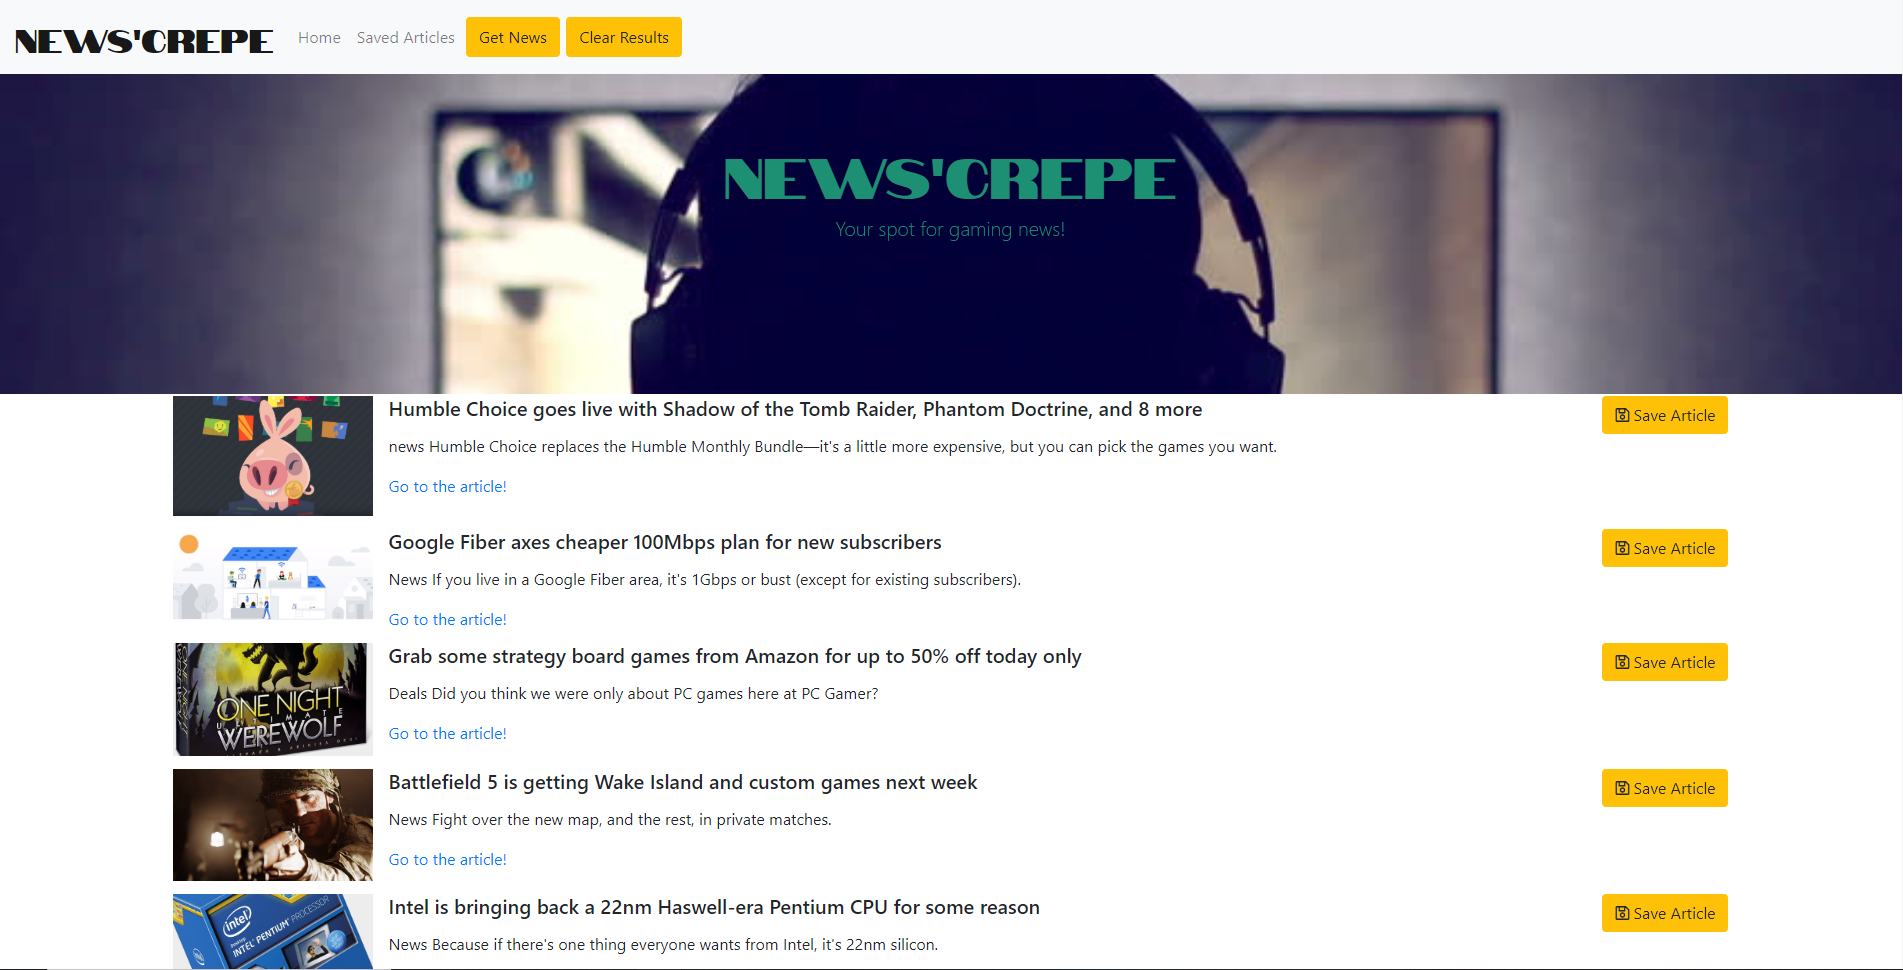 NEWS'CREPE Home Saved Articles Get News Clear Results
NEWS'CREPE
Your spot for gaming news!
Humble Choice goes live with Shadow of the Tomb Raider, Phantom Doctrine, and 8 more
Save Article
news Humble Choice replaces the Humble Monthly Bundle—it's a little more expensive, but you can pick the games you want.
Go to the article!
Google Fiber axes cheaper 100Mbps plan for new subscribers
Save Article
News If you live in a Google Fiber area, it's 1Gbps or bust (except for existing subscribers).
Go to the article!
ONE NIGHT
ULTIMATE
WEREWOLF
Grab some strategy board games from Amazon for up to 50% off today only
Save Article
Deals Did you think we were only about PC games here at PC Gamer?
Go to the article!
Battlefield 5 is getting Wake Island and custom games next week
Save Article
News Fight over the new map, and the rest, in private matches.
Go to the article!
intel
INTEL® PENTIUM® PROCESSOR
Intel is bringing back a 22nm Haswell-era Pentium CPU for some reason
Save Article
News Because if there's one thing everyone wants from Intel, it's 22nm silicon.